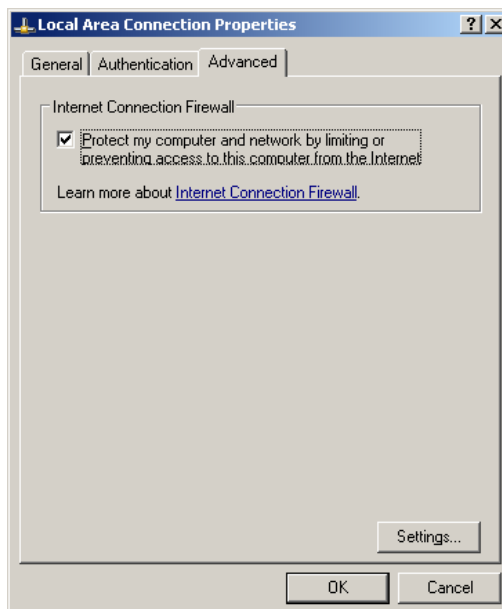 Local Area Connection Properties
General Authentication Advanced
Internet Connection Firewall
Protect my computer and network by limiting or
preventing access to this computer from the Internet
Learn more about Internet Connection Firewall.
Settings...
OK Cancel